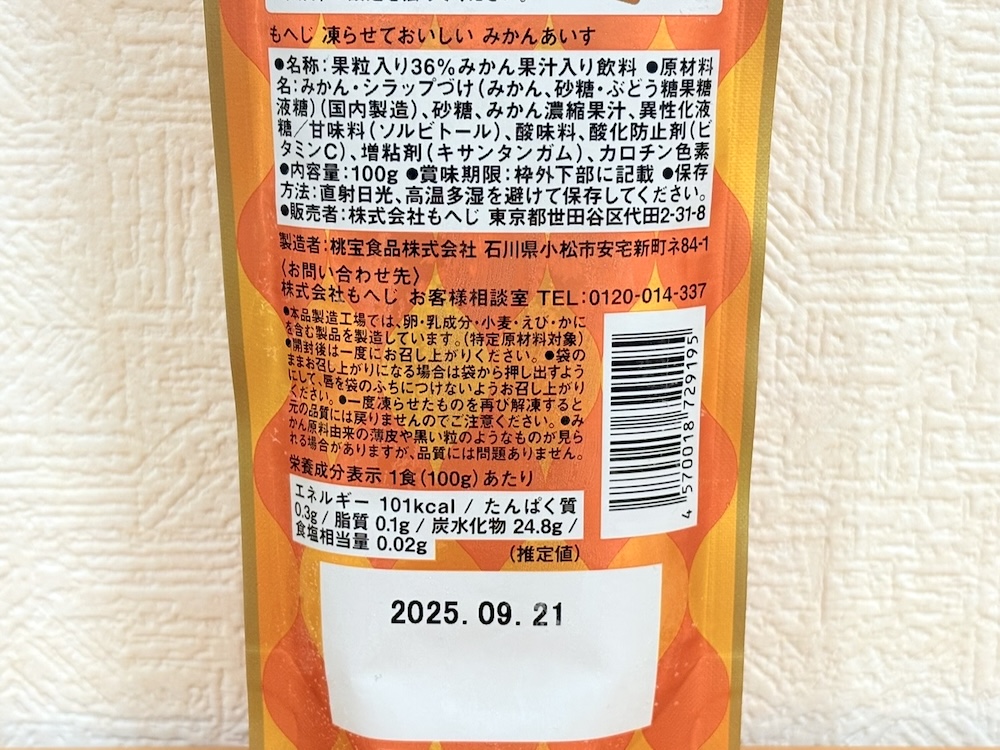 もへじ 凍らせておいしい みかんあいす
●名称：果粒入り36％みかん果汁入り飲料 ●原材料
名：みかん・シラップづけ（みかん、砂糖・ぶどう糖果糖
液糖）（国内製造）、砂糖、みかん濃縮果汁、異性化液
糖／甘味料（ソルビトール）、酸味料、酸化防止剤（ビ
タミンC）、増粘剤（キサンタンガム）、カロチン色素
●内容量：100g ●賞味期限：枠外下部に記載 ●保存
方法：直射日光、高温多湿を避けて保存してください。
●販売者：株式会社もへじ 東京都世田谷区代田2-31-8
製造者：桃宝食品株式会社 石川県小松市安宅新町ネ84-1
〈お問い合わせ先〉
株式会社もへじ お客様相談室 TEL：0120-014-337
●本品製造工場では、卵・乳成分・小麦・えび・かに
を含む製品を製造しています。（特定原材料対象）
●開封後は一度にお召し上がりください。●袋の
ままお召し上がりになる場合は袋から押し出すよう
にして、唇を袋のふちにつけないようお召し上がり
ください。●一度凍らせたものを再び解凍すると
元の品質には戻りませんのでご注意ください。●み
かん原料由来の薄皮や黒い粒のようなものが見ら
れる場合がありますが、品質には問題ありません。
栄養成分表示 1食（100g）あたり
エネルギー 101kcal / たんぱく質
0.3g / 脂質 0.1g / 炭水化物 24.8g /
食塩相当量 0.02g
（推定値）
4 570018 729195
2025.09.21